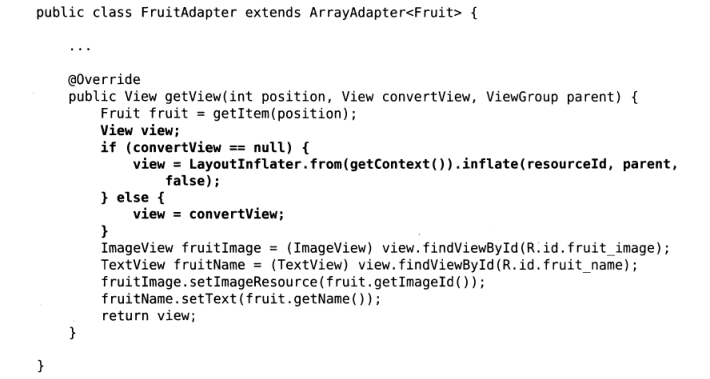 public class FruitAdapter extends ArrayAdapter<Fruit> {
...
@Override
public View getView(int position, View convertView, ViewGroup parent) {
Fruit fruit = getItem(position);
View view;
if (convertView == null) {
view = LayoutInflater.from(getContext()).inflate(resourceId, parent,
false);
} else {
view = convertView;
}
ImageView fruitImage = (ImageView) view.findViewById(R.id.fruit_image);
TextView fruitName = (TextView) view.findViewById(R.id.fruit_name);
fruitImage.setImageResource(fruit.getImageId());
fruitName.setText(fruit.getName());
return view;
}
}